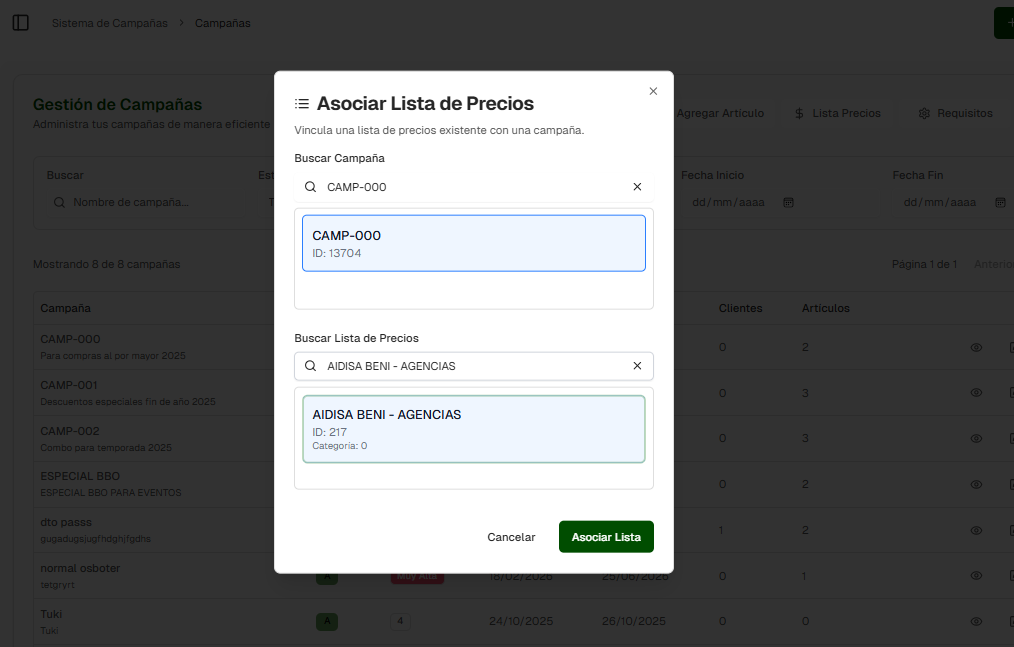 Sistema de Campañas > Campañas
Gestión de Campañas
Administra tus campañas de manera eficiente
Agregar Artículo
$ Lista Precios
Requisitos
Buscar
Fecha Inicio
Fecha Fin
Nombre de campaña...
dd/mm/aaaa
dd/mm/aaaa
Mostrando 8 de 8 campañas
Página 1 de 1
Campaña
Clientes
Artículos
CAMP-000
Para compras al por mayor 2025
0
2
CAMP-001
Descuentos especiales fin de año 2025
0
3
CAMP-002
Combo para temporada 2025
0
3
ESPECIAL BBO
ESPECIAL BBO PARA EVENTOS
0
2
dto passs
gugadugsjugfhdghjfgdhs
1
2
normal osboter
tetgryrt
A
Muy Alta
18/02/2026
25/06/2026
0
1
Tuki
Tuki
A
4
24/10/2025
26/10/2025
0
0
Asociar Lista de Precios
Vincula una lista de precios existente con una campaña.
Buscar Campaña
CAMP-000
CAMP-000
ID: 13704
Buscar Lista de Precios
AIDISA BENI - AGENCIAS
AIDISA BENI - AGENCIAS
ID: 217
Categoría: 0
Cancelar
Asociar Lista